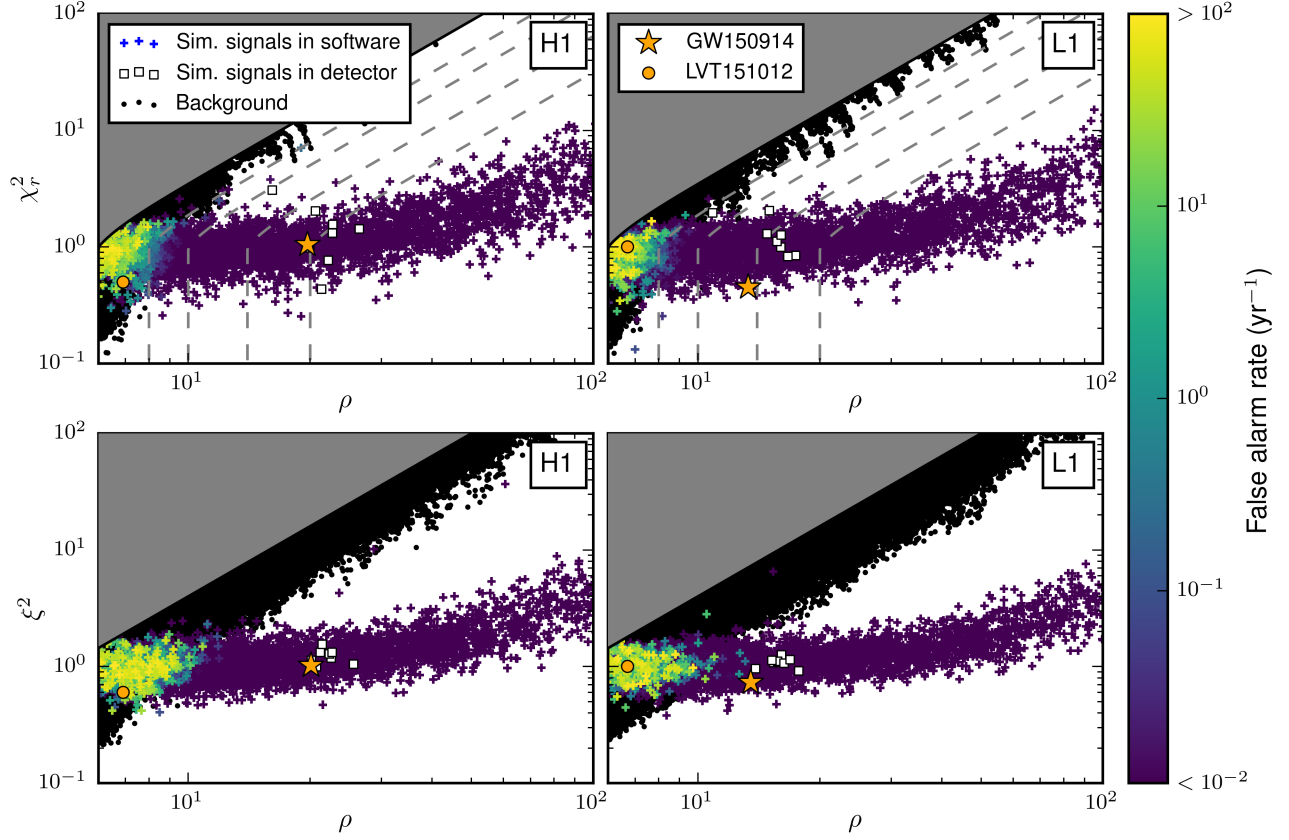 10²
10¹
10⁰
10⁻¹
χ²ᵣ
Sim. signals in software
Sim. signals in detector
Background
H1
10¹
10²
ρ
GW150914
LVT151012
L1
10¹
10²
ρ
10²
10¹
10⁰
10⁻¹
ξ²
H1
10¹
10²
ρ
L1
10¹
10²
ρ
> 10²
10¹
10⁰
10⁻¹
< 10⁻²
False alarm rate (yr⁻¹)